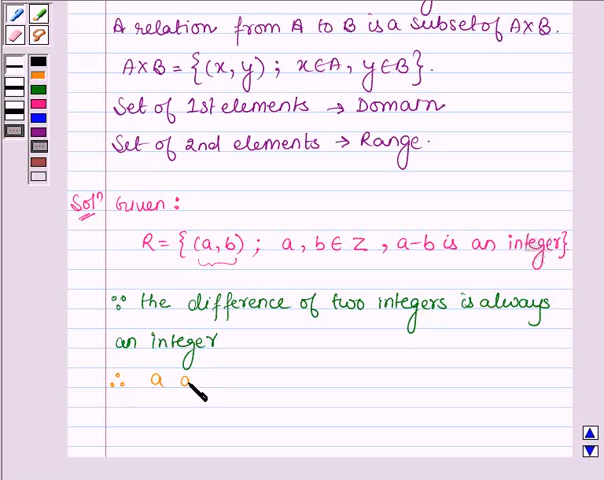 A relation from A to B is a subset of A×B.
A×B = {(x, y) ; x∈A, y∈B}.
Set of 1st elements → Domain
Set of 2nd elements → Range.
Solⁿ Given :
R = { (a, b) ; a, b ∈ Z , a-b is an integer}
∵ the difference of two integers is always
an integer
∴ a a